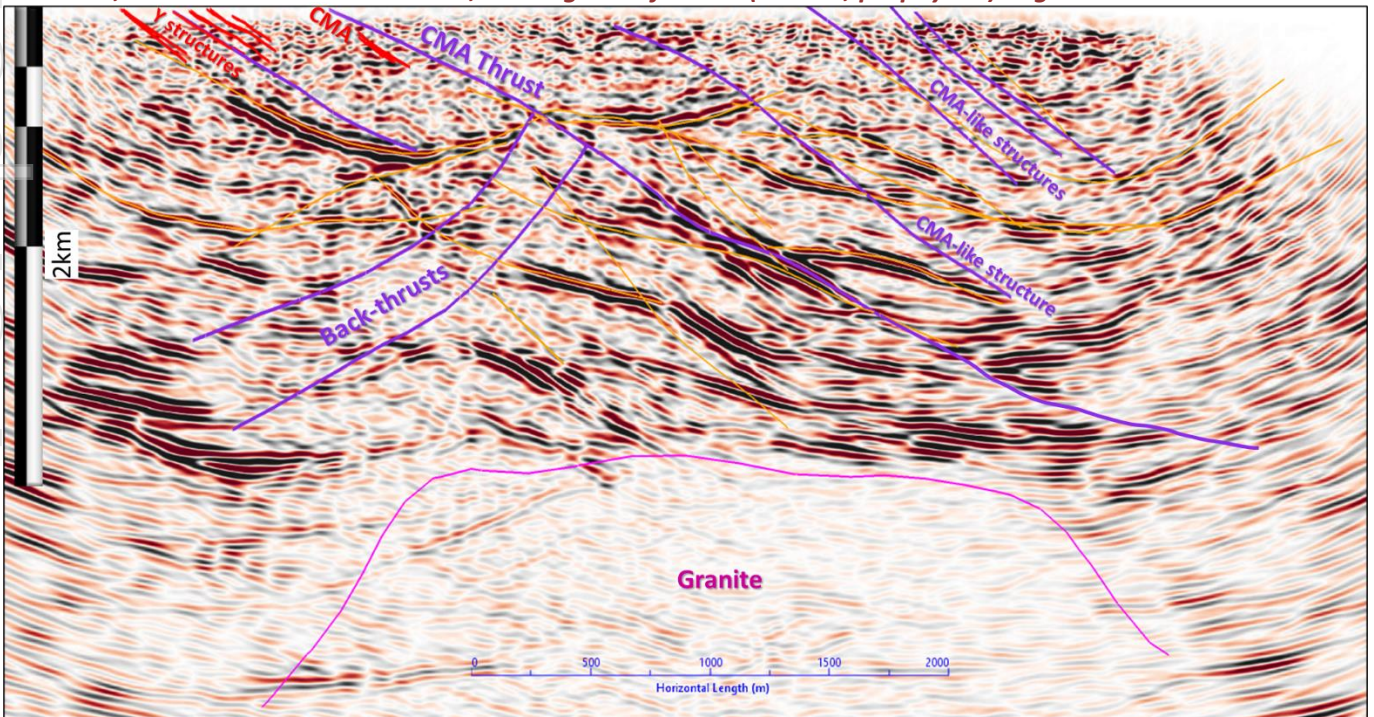 Y structures
CMA
CMA Thrust
CMA-like structures
CMA-like structure
2km
Back-thrusts
Granite
0 500 1000 1500 2000
Horizontal Length (m)